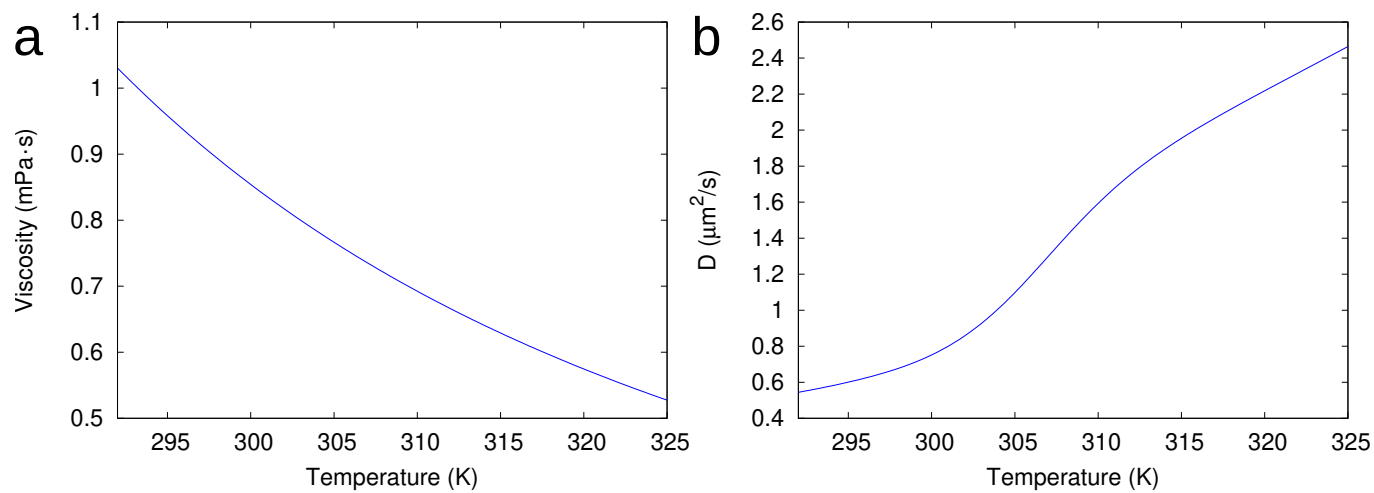 a
1.1
1
0.9
0.8
0.7
0.6
0.5
Viscosity (mPa·s)
295 300 305 310 315 320 325
Temperature (K)
b
2.6
2.4
2.2
2
1.8
1.6
1.4
1.2
1
0.8
0.6
0.4
D (μm²/s)
295 300 305 310 315 320 325
Temperature (K)